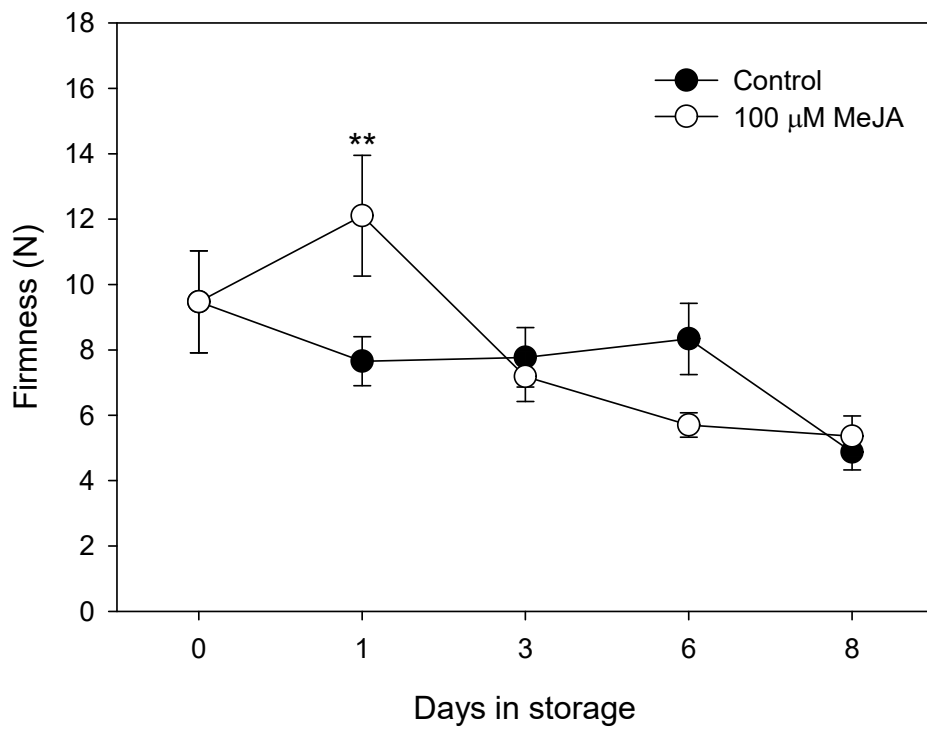 18
16
14
12
10
8
6
4
2
0
Firmness (N)
**
Control
100 μM MeJA
0 1 3 6 8
Days in storage